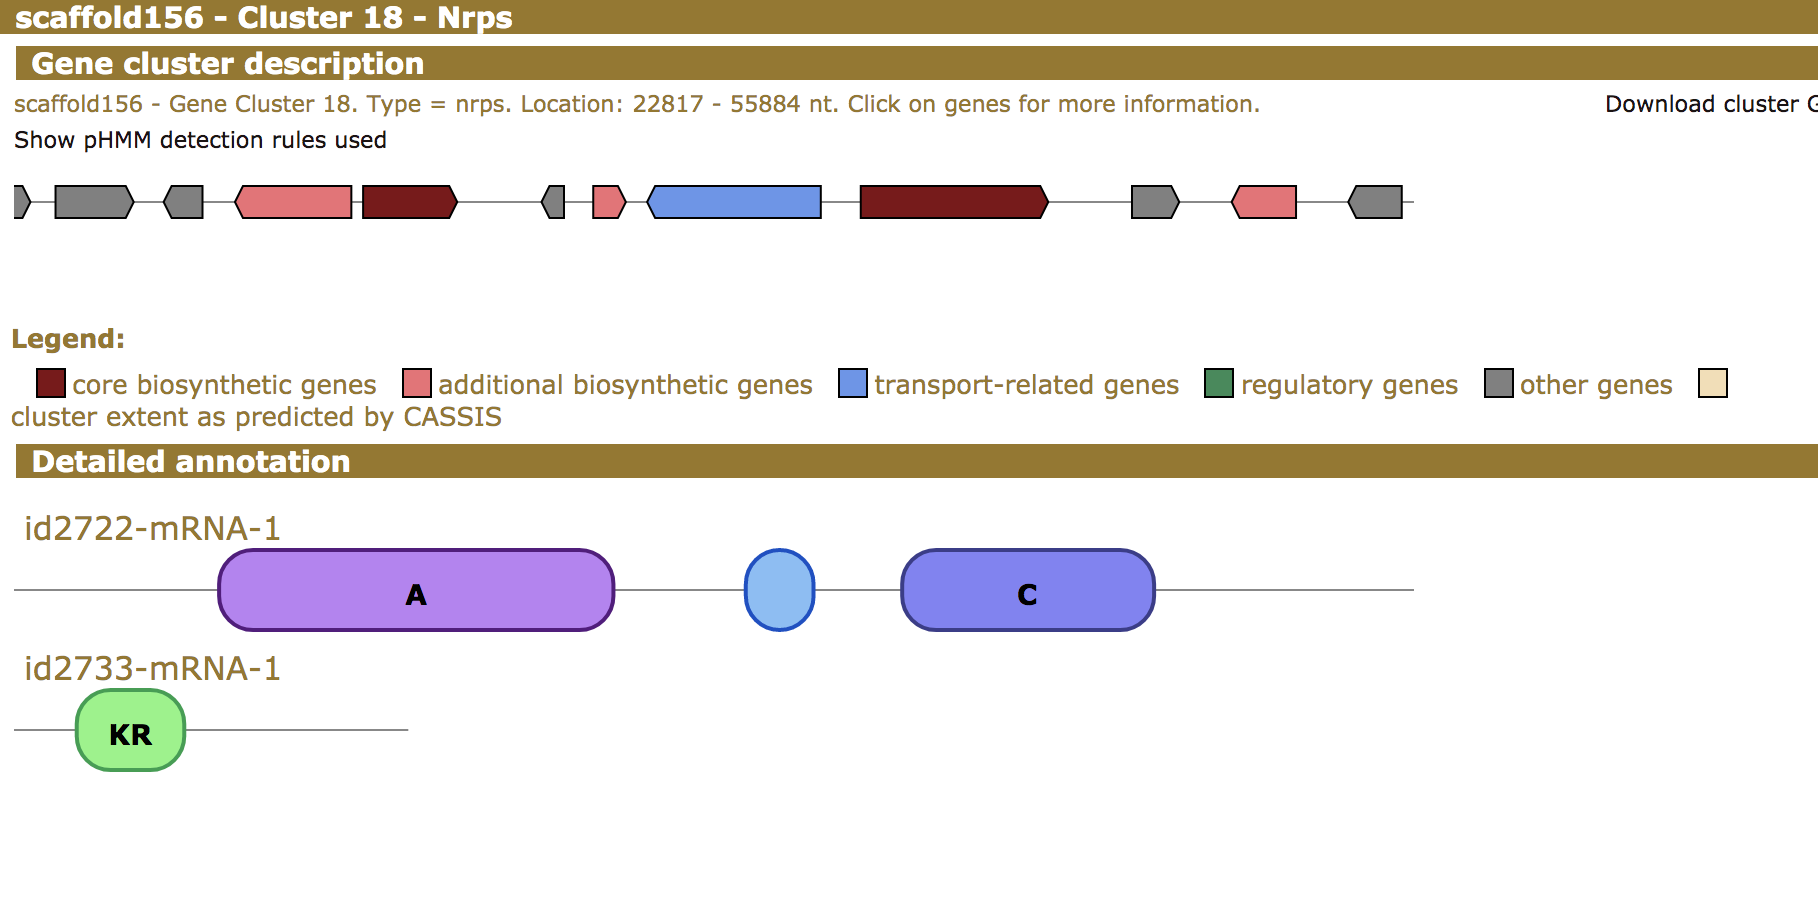 scaffold156 - Cluster 18 - Nrps
Gene cluster description
scaffold156 - Gene Cluster 18. Type = nrps. Location: 22817 - 55884 nt. Click on genes for more information. Download cluster
Show pHMM detection rules used
Legend:
core biosynthetic genes additional biosynthetic genes transport-related genes regulatory genes other genes
cluster extent as predicted by CASSIS
Detailed annotation
id2722-mRNA-1
A C
id2733-mRNA-1
KR